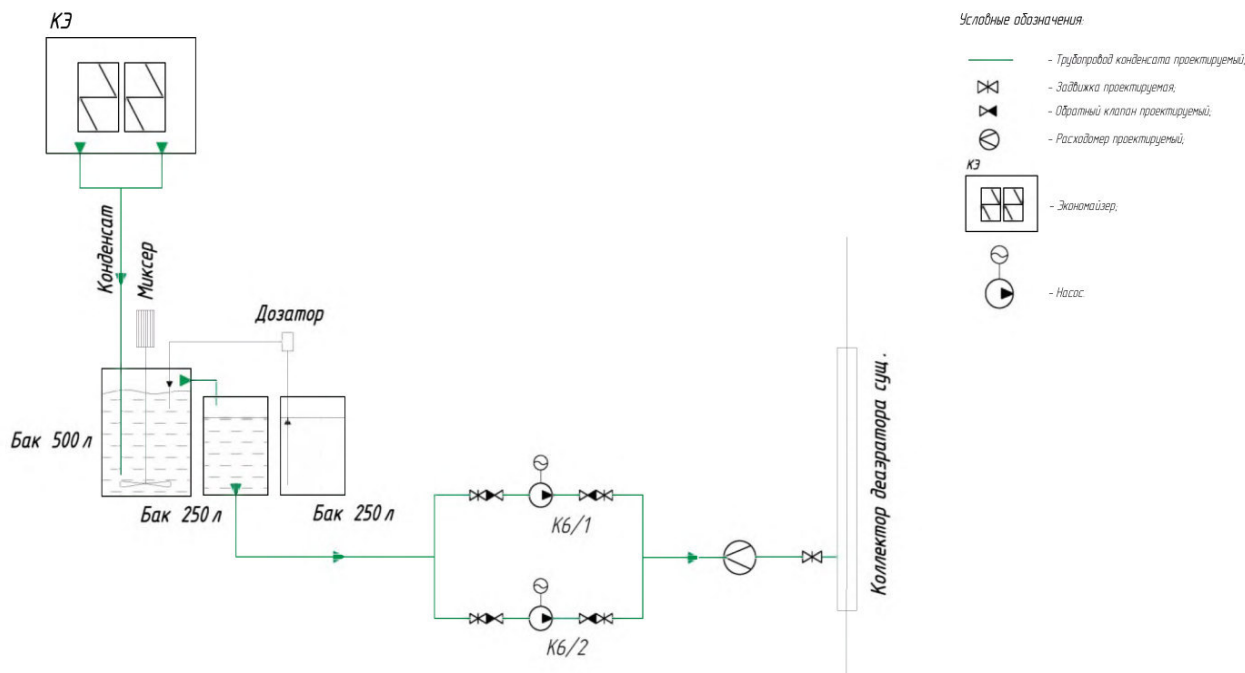 КЭ
Условные обозначения:
- Трубопровод конденсата проектируемый;
- Задвижка проектируемая;
- Обратный клапан проектируемый;
- Расходомер проектируемый;
КЭ
- Экономайзер;
- Насос.
Конденсат
Миксер
Дозатор
Бак 500 л
Бак 250 л
Бак 250 л
К6/1
К6/2
Коллектор деаэратора сущ.